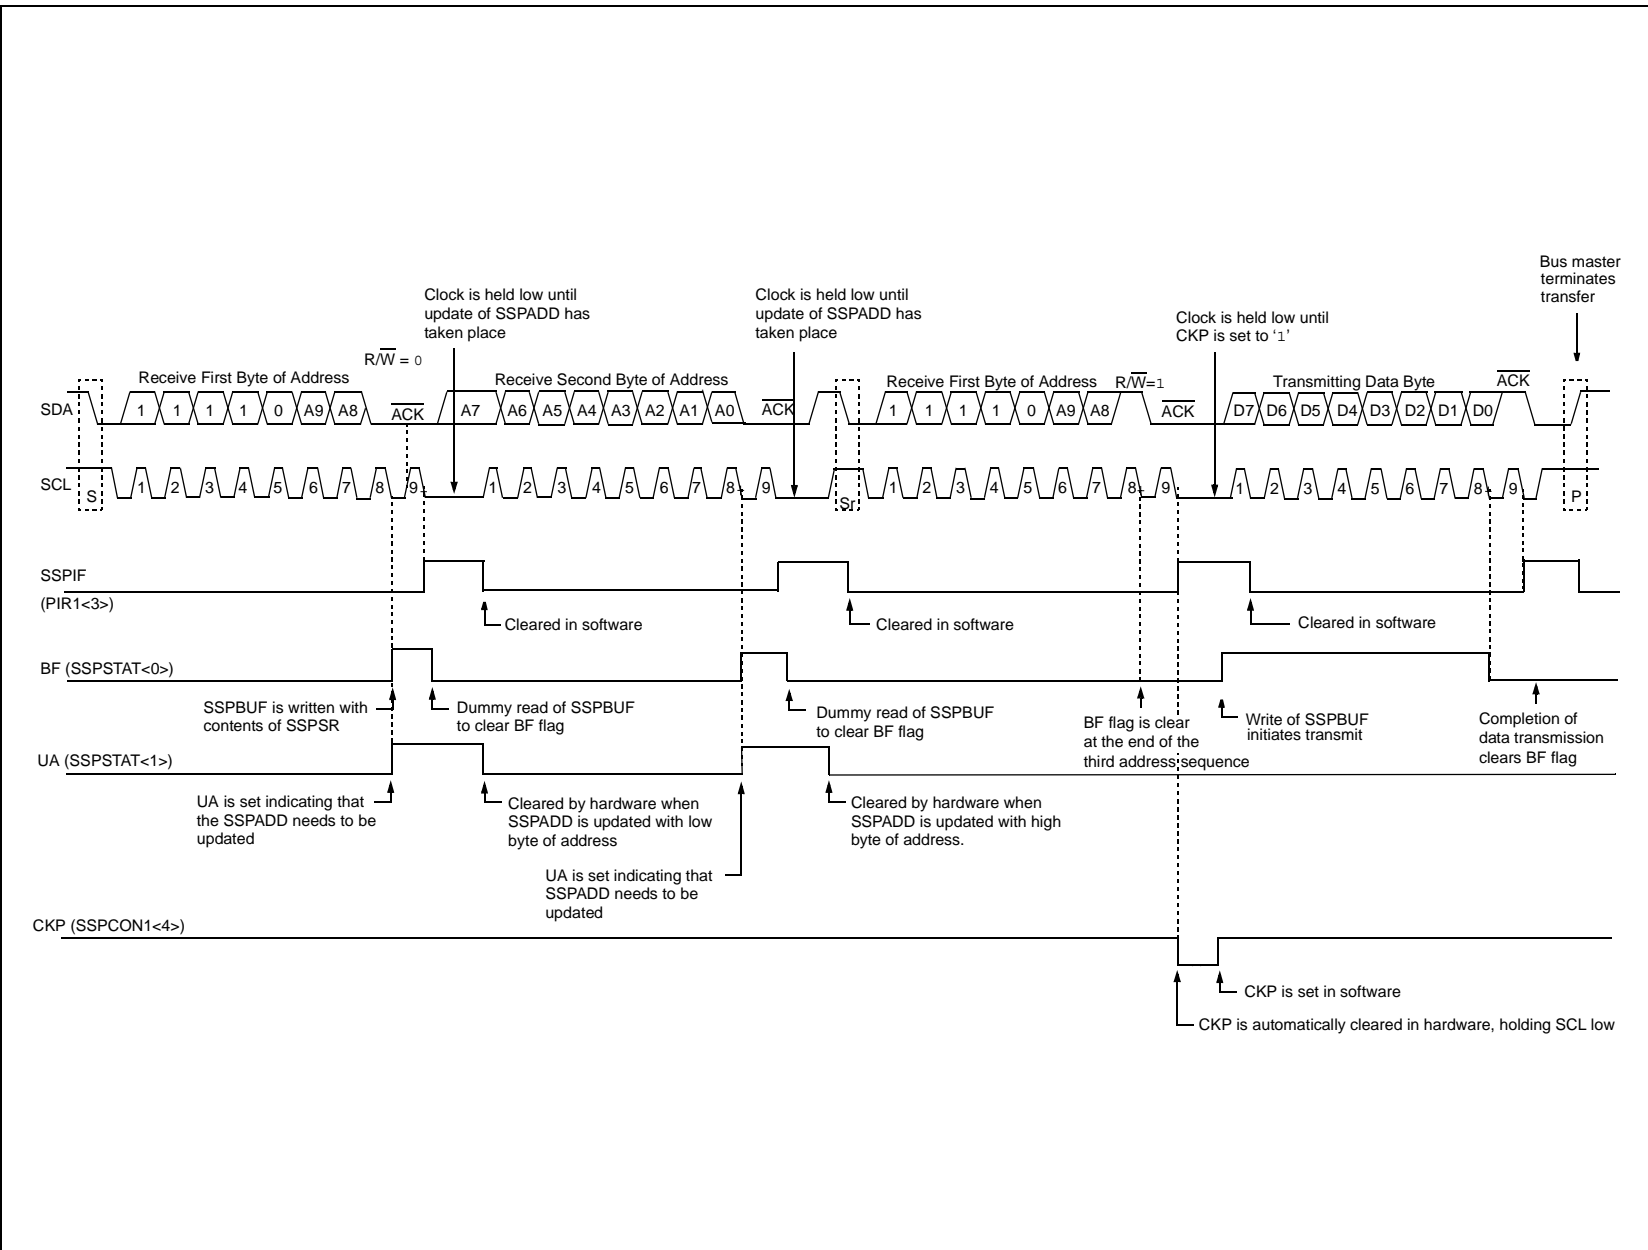 Bus master
terminates
transfer
Clock is held low until
update of SSPADD has
taken place
Clock is held low until
update of SSPADD has
taken place
Clock is held low until
CKP is set to ‘1’
R/W = 0
Receive First Byte of Address
Receive Second Byte of Address
Receive First Byte of Address
R/W=1
Transmitting Data Byte
ACK
SDA
1 1 1 1 0 A9 A8
ACK
A7 A6 A5 A4 A3 A2 A1 A0
ACK
1 1 1 1 0 A9 A8
ACK
D7 D6 D5 D4 D3 D2 D1 D0
SCL
S
1 2 3 4 5 6 7 8 9
1 2 3 4 5 6 7 8 9
Sr
1 2 3 4 5 6 7 8 9
1 2 3 4 5 6 7 8 9
P
SSPIF
(PIR1<3>)
Cleared in software
Cleared in software
Cleared in software
BF (SSPSTAT<0>)
SSPBUF is written with
contents of SSPSR
Dummy read of SSPBUF
to clear BF flag
Dummy read of SSPBUF
to clear BF flag
BF flag is clear
at the end of the
third address sequence
Write of SSPBUF
initiates transmit
Completion of
data transmission
clears BF flag
UA (SSPSTAT<1>)
UA is set indicating that
the SSPADD needs to be
updated
Cleared by hardware when
SSPADD is updated with low
byte of address
UA is set indicating that
SSPADD needs to be
updated
Cleared by hardware when
SSPADD is updated with high
byte of address.
CKP (SSPCON1<4>)
CKP is set in software
CKP is automatically cleared in hardware, holding SCL low